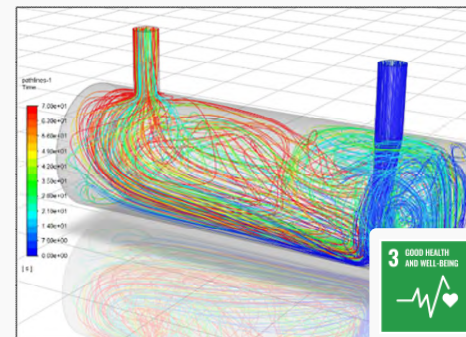 pathlines-1
Time
7.00e+01
6.30e+01
5.60e+01
4.90e+01
4.20e+01
3.50e+01
2.80e+01
2.10e+01
1.40e+01
7.00e+00
0.00e+00
[s]
3 GOOD HEALTH
AND WELL-BEING